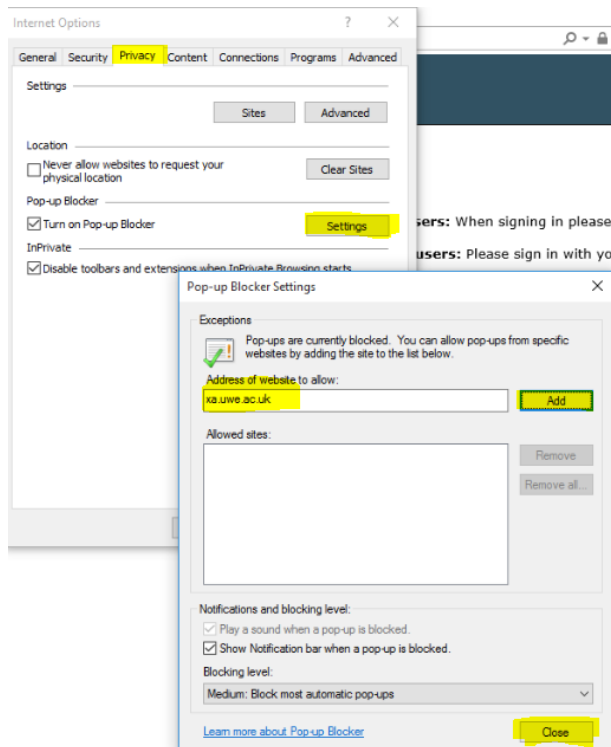 Internet Options
General Security Privacy Content Connections Programs Advanced
Settings
Sites Advanced
Location
Never allow websites to request your
physical location
Clear Sites
Pop-up Blocker
Turn on Pop-up Blocker
Settings
InPrivate
Disable toolbars and extensions when InPrivate Browsing starts
sers: When signing in please
users: Please sign in with yo
Pop-up Blocker Settings
Exceptions
Pop-ups are currently blocked. You can allow pop-ups from specific
websites by adding the site to the list below.
Address of website to allow:
xa.uwe.ac.uk
Add
Allowed sites:
Remove
Remove all...
Notifications and blocking level:
Play a sound when a pop-up is blocked.
Show Notification bar when a pop-up is blocked.
Blocking level:
Medium: Block most automatic pop-ups
Learn more about Pop-up Blocker
Close